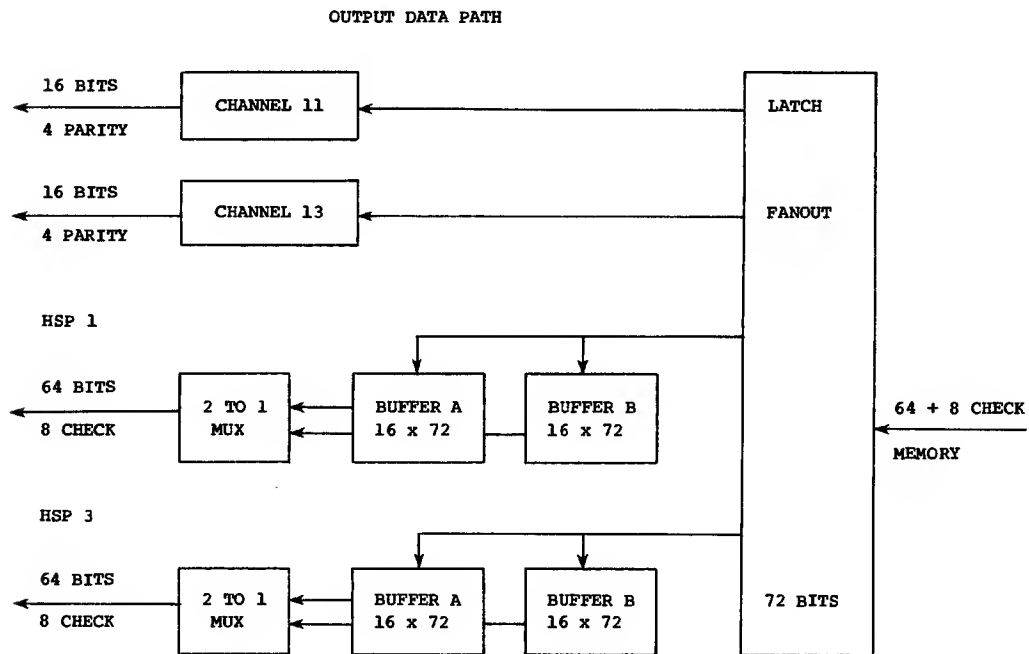 OUTPUT DATA PATH
16 BITS
4 PARITY
CHANNEL 11
LATCH
16 BITS
4 PARITY
CHANNEL 13
FANOUT
HSP 1
64 BITS
8 CHECK
2 TO 1
MUX
BUFFER A
16 x 72
BUFFER B
16 x 72
64 + 8 CHECK
MEMORY
HSP 3
64 BITS
8 CHECK
2 TO 1
MUX
BUFFER A
16 x 72
BUFFER B
16 x 72
72 BITS